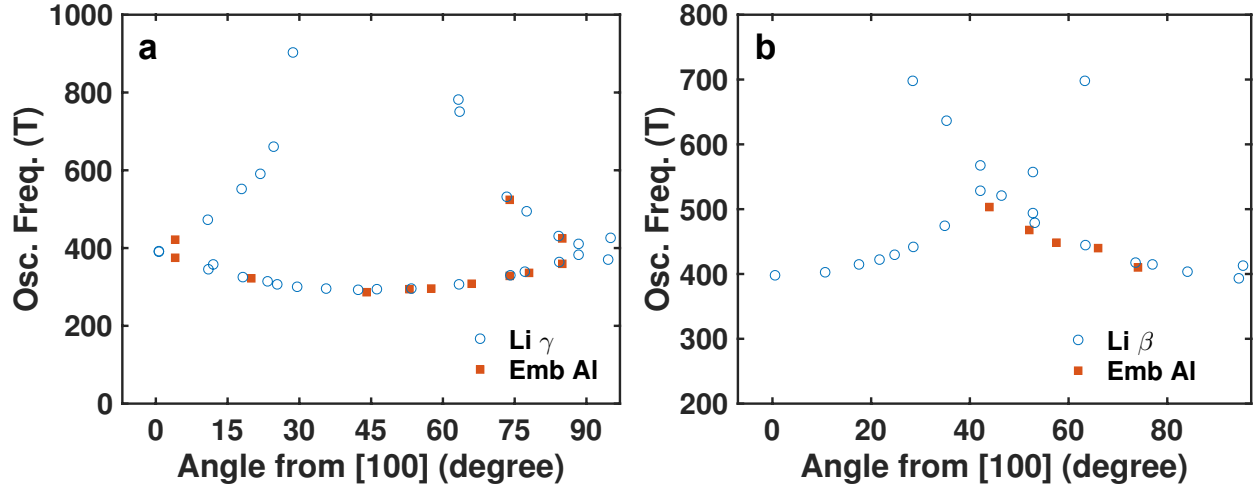 a
1000
800
600
400
200
0
Osc. Freq. (T)
0 15 30 45 60 75 90
Angle from [100] (degree)
Li γ
Emb Al
b
800
700
600
500
400
300
200
Osc. Freq. (T)
0 20 40 60 80
Angle from [100] (degree)
Li β
Emb Al